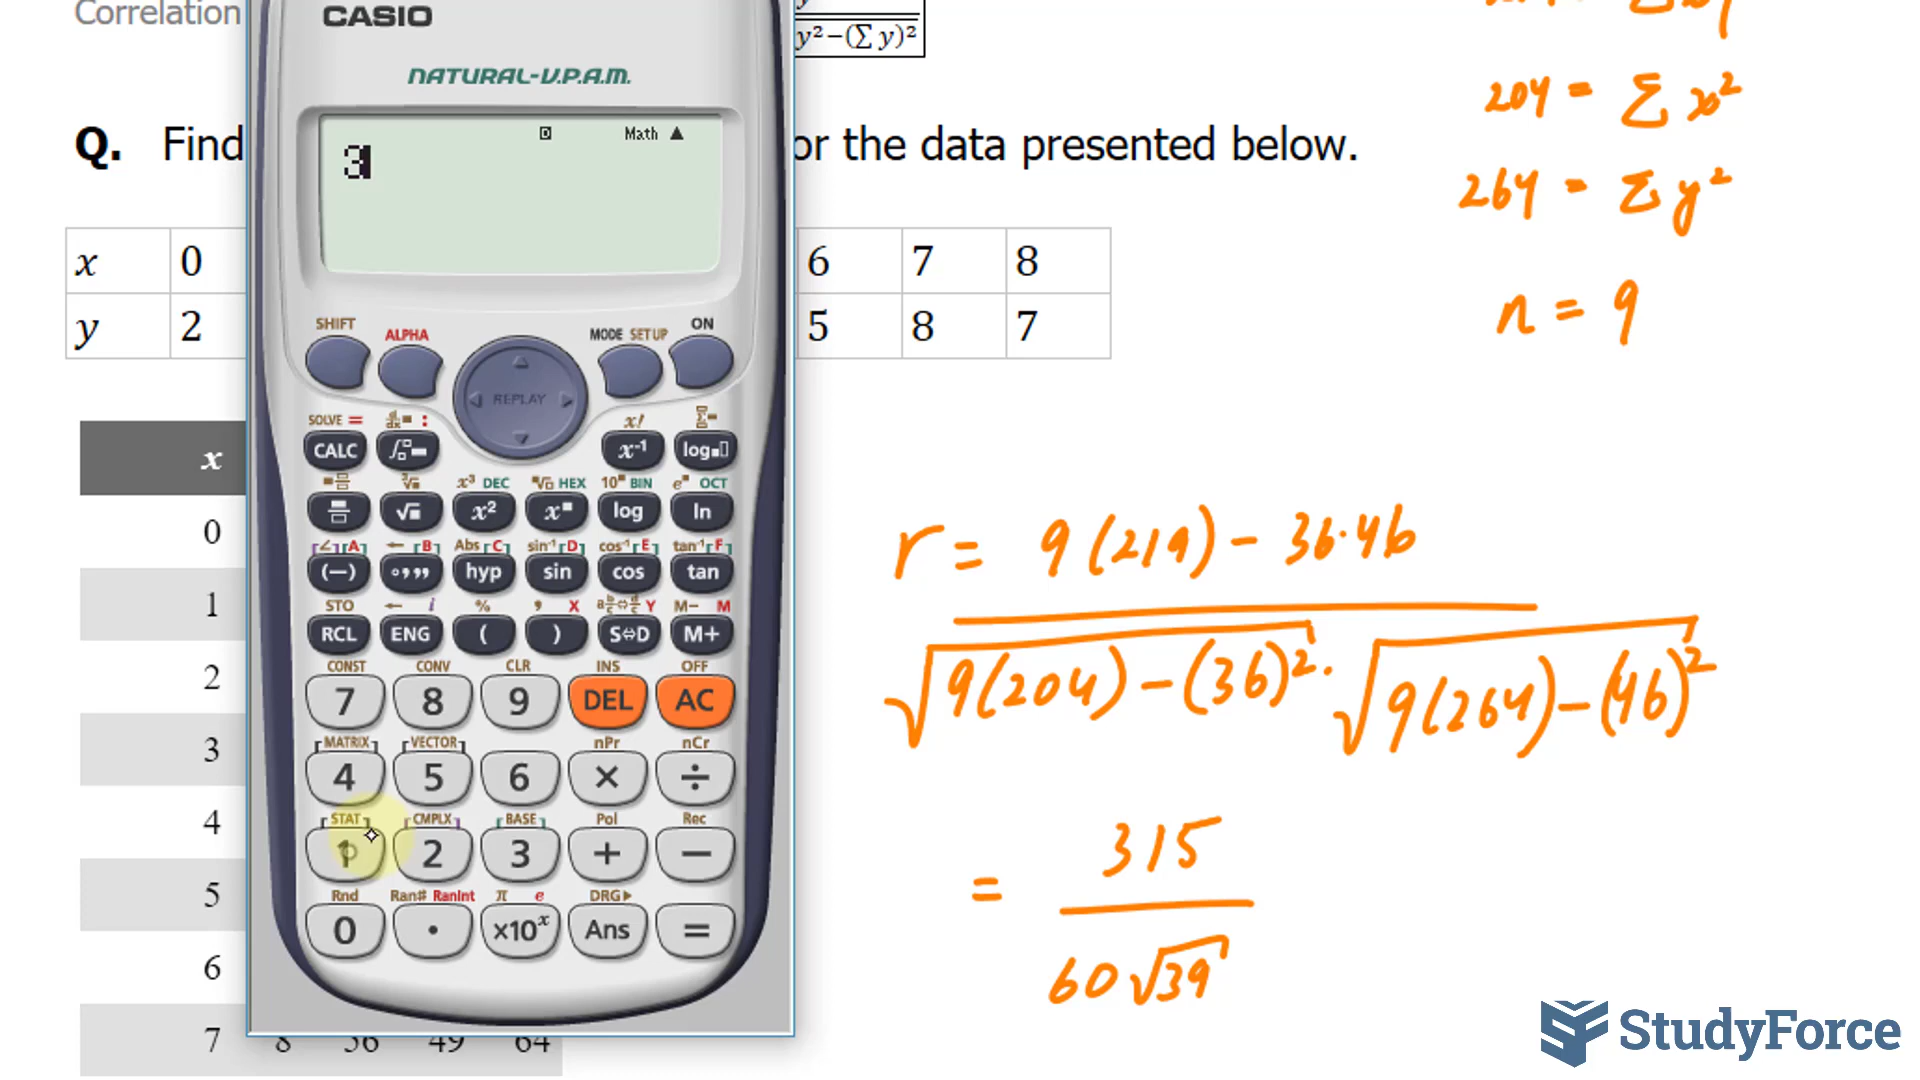 Correlation
y²−(∑ y)²
CASIO
NATURAL-V.P.A.M.
D Math ▲
3
Q. Find or the data presented below.
x 0 6 7 8
y 2 5 8 7
204 = ∑ x²
264 = ∑ y²
n = 9
SHIFT ALPHA MODE SETUP ON
REPLAY
SOLVE = d/dx : x! ∑
CALC ∫ x⁻¹ log
x³ DEC HEX 10 BIN e OCT
√ x² x log ln
∠ A B Abs C sin⁻¹ D cos⁻¹ E tan⁻¹ F
(−) °,,, hyp sin cos tan
STO ← i % , X a b/c⇔d/c Y M− M
RCL ENG ( ) S⇔D M+
CONST CONV CLR INS OFF
7 8 9 DEL AC
MATRIX VECTOR nPr nCr
4 5 6 × ÷
STAT CMPLX BASE Pol Rec
1 2 3 + −
Rnd Ran# RanInt π e DRG▶
0 . ×10ˣ Ans =
x
0
1
2
3
4
5
6
7 8 56 49 64
r = 9(219) − 36·46
√9(204) − (36)² · √9(264) − (46)²
= 315
60√39
StudyForce